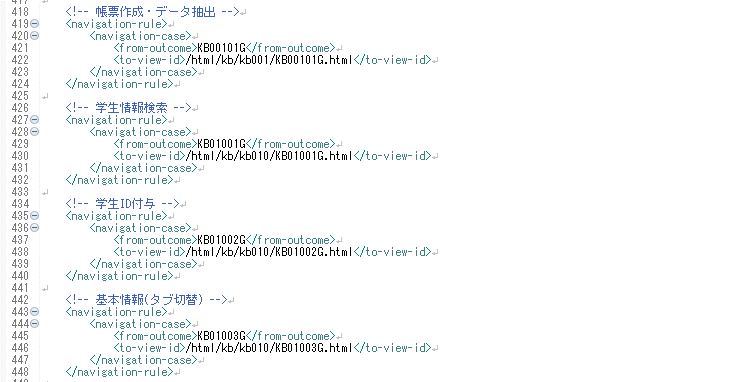 418 <!-- 帳票作成・データ抽出 -->
419 <navigation-rule>
420 <navigation-case>
421 <from-outcome>KB00101G</from-outcome>
422 <to-view-id>/html/kb/kb001/KB00101G.html</to-view-id>
423 </navigation-case>
424 </navigation-rule>
425
426 <!-- 学生情報検索 -->
427 <navigation-rule>
428 <navigation-case>
429 <from-outcome>KB01001G</from-outcome>
430 <to-view-id>/html/kb/kb010/KB01001G.html</to-view-id>
431 </navigation-case>
432 </navigation-rule>
433
434 <!-- 学生ID付与 -->
435 <navigation-rule>
436 <navigation-case>
437 <from-outcome>KB01002G</from-outcome>
438 <to-view-id>/html/kb/kb010/KB01002G.html</to-view-id>
439 </navigation-case>
440 </navigation-rule>
441
442 <!-- 基本情報(タブ切替) -->
443 <navigation-rule>
444 <navigation-case>
445 <from-outcome>KB01003G</from-outcome>
446 <to-view-id>/html/kb/kb010/KB01003G.html</to-view-id>
447 </navigation-case>
448 </navigation-rule>